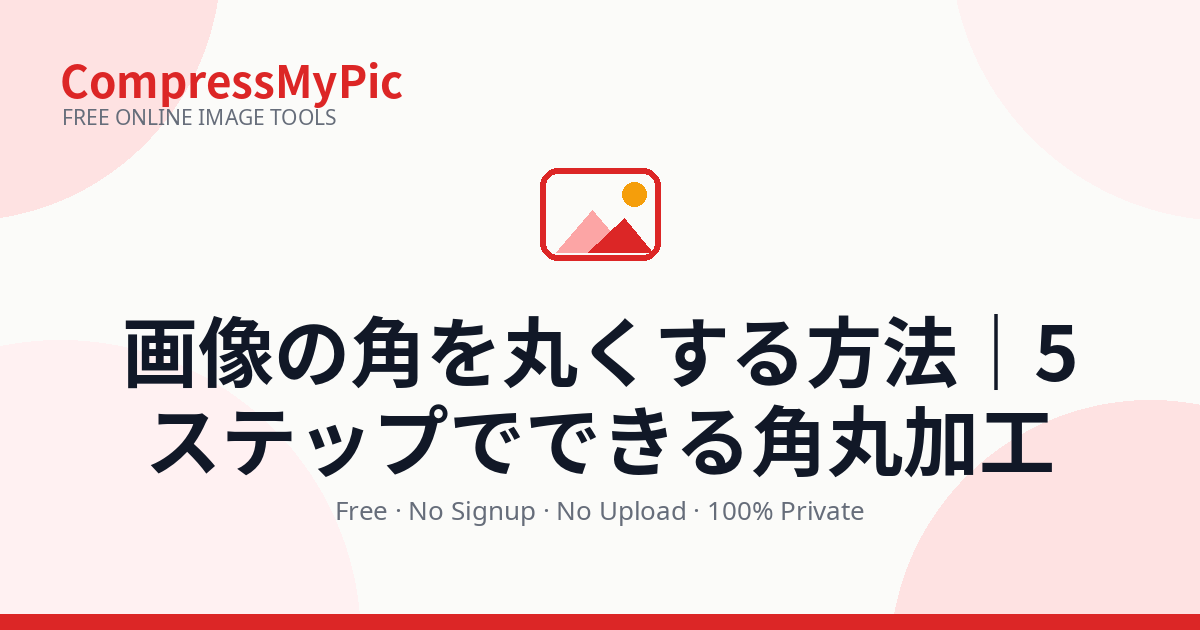 CompressMyPic
FREE ONLINE IMAGE TOOLS
画像の角を丸くする方法｜5
ステップでできる角丸加工
Free · No Signup · No Upload · 100% Private